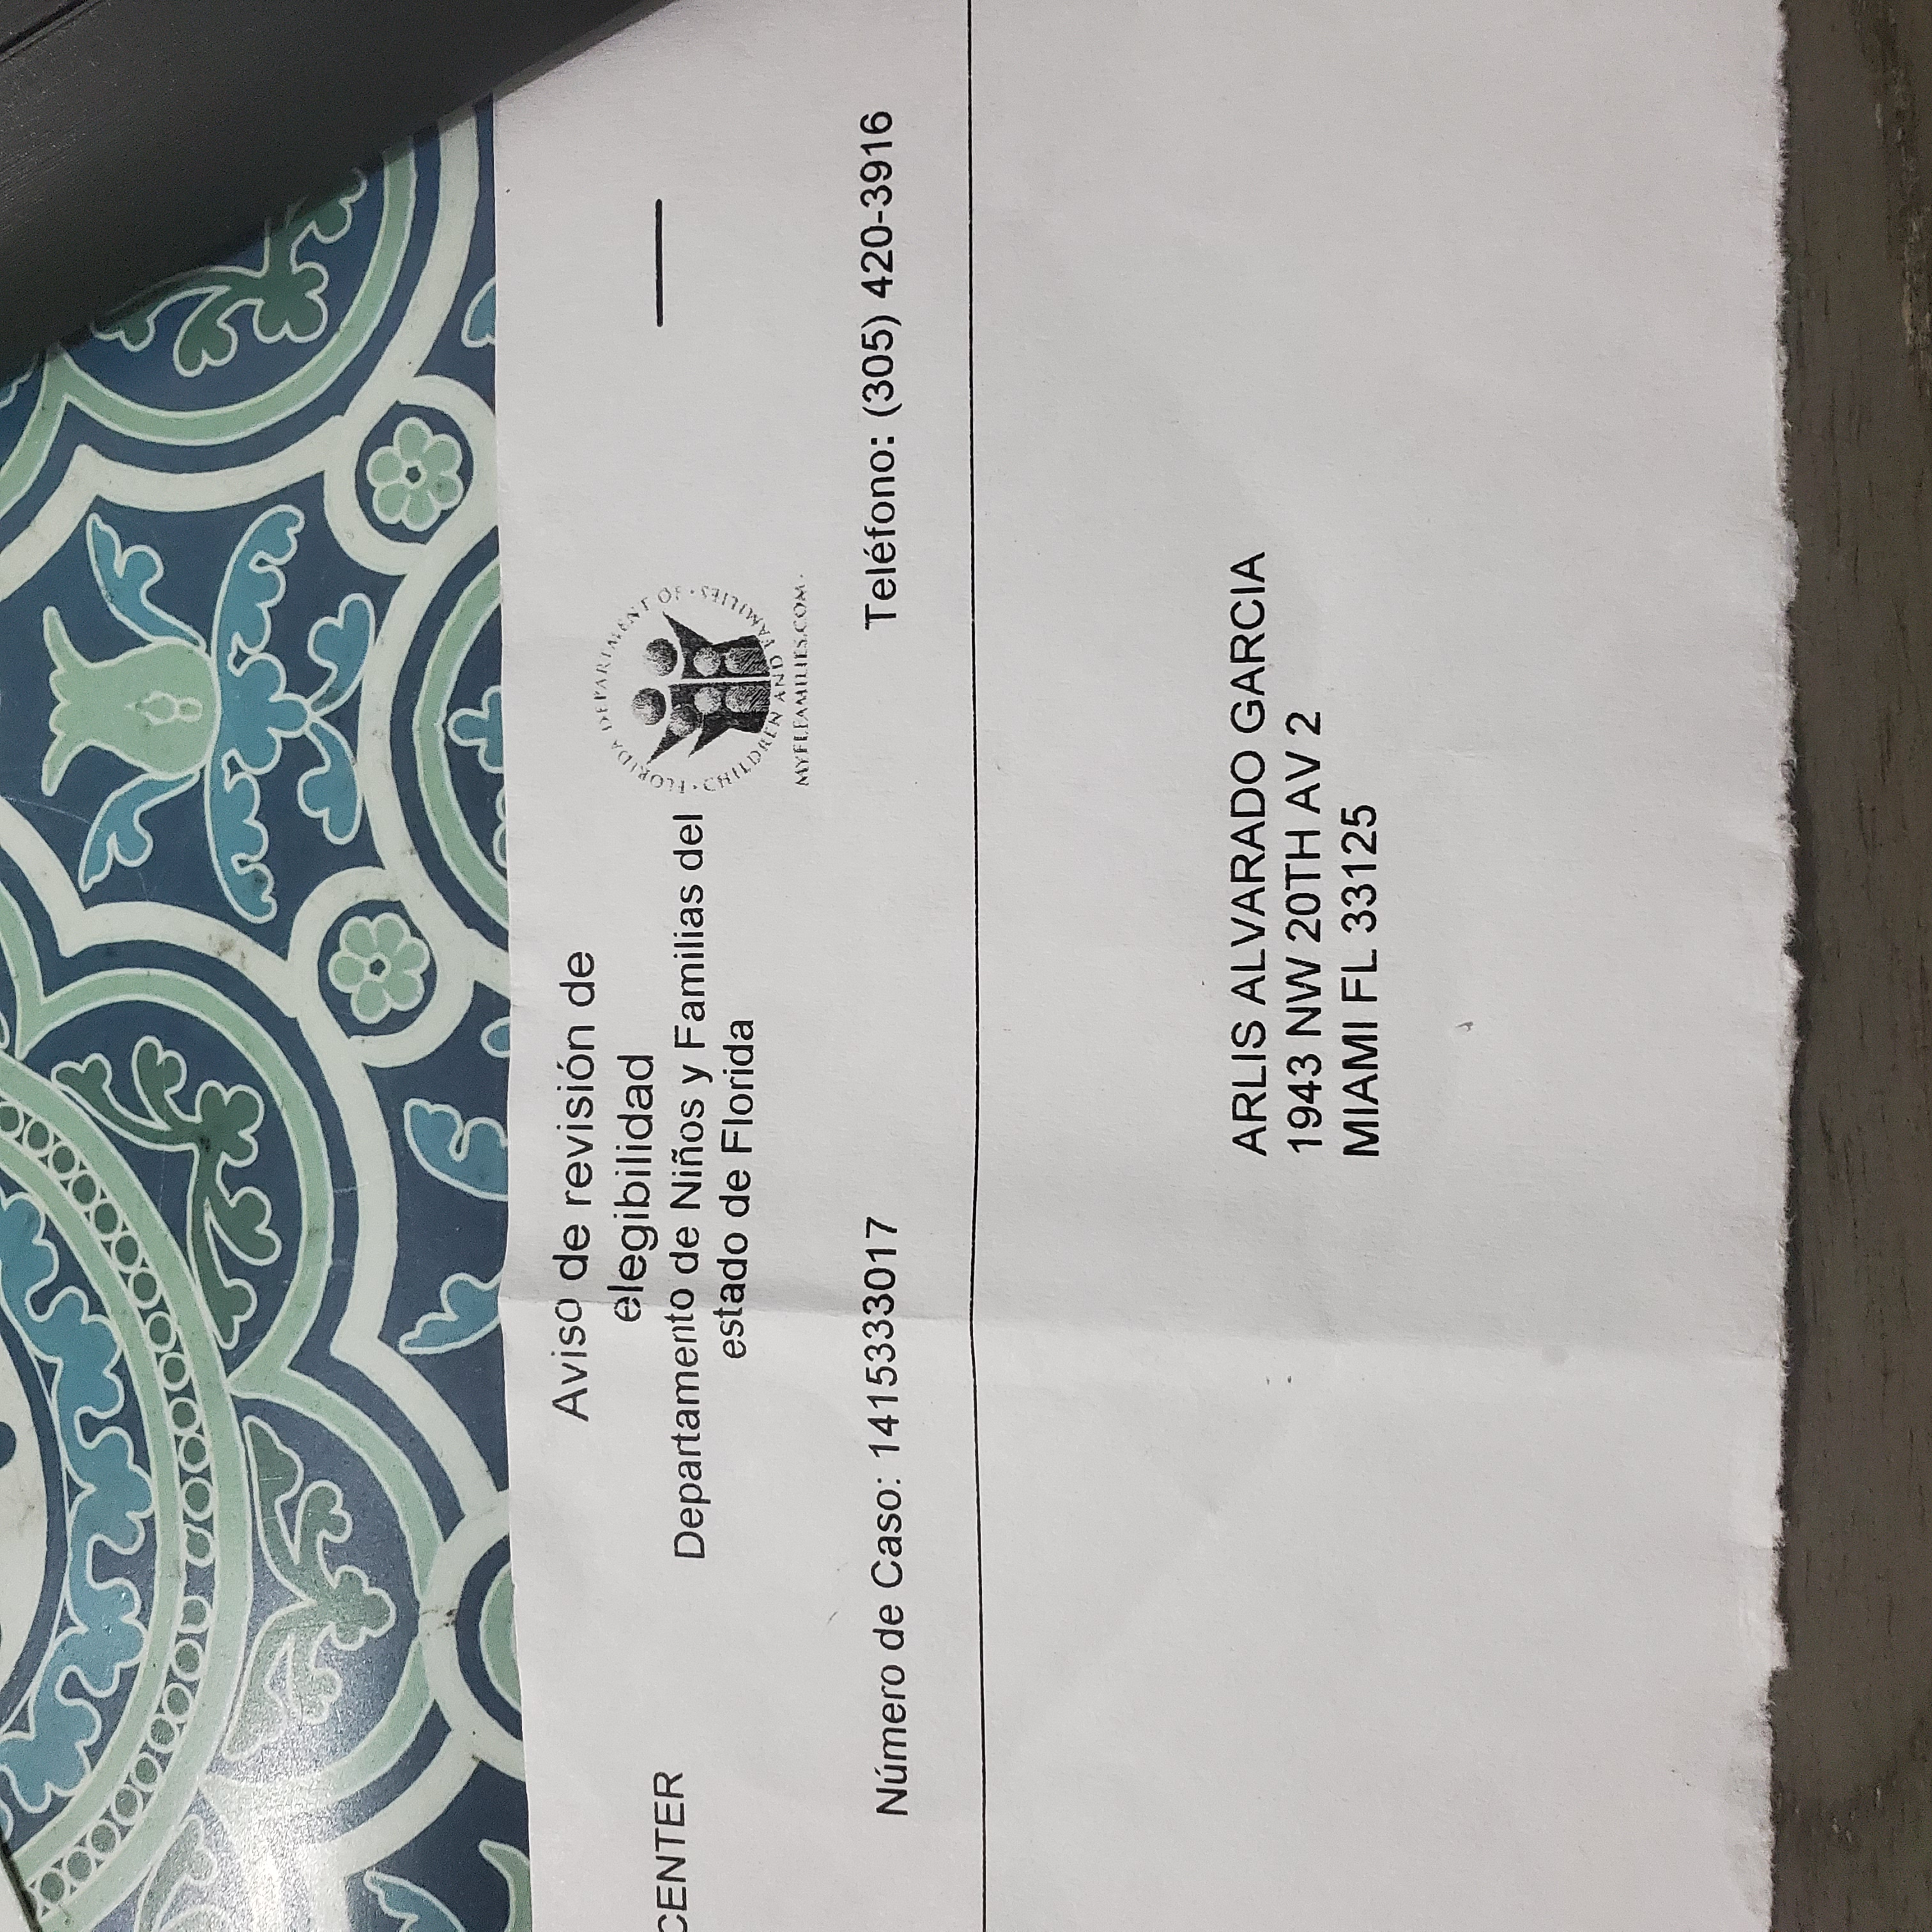 Aviso de revisión de
elegibilidad
CENTER
Departamento de Niños y Familias del
estado de Florida
FLORIDA DEPARTMENT OF
CHILDREN AND FAMILIES
MYFLFAMILIES.COM
Número de Caso: 1415333017
Teléfono: (305) 420-3916
ARLIS ALVARADO GARCIA
1943 NW 20TH AV 2
MIAMI FL 33125